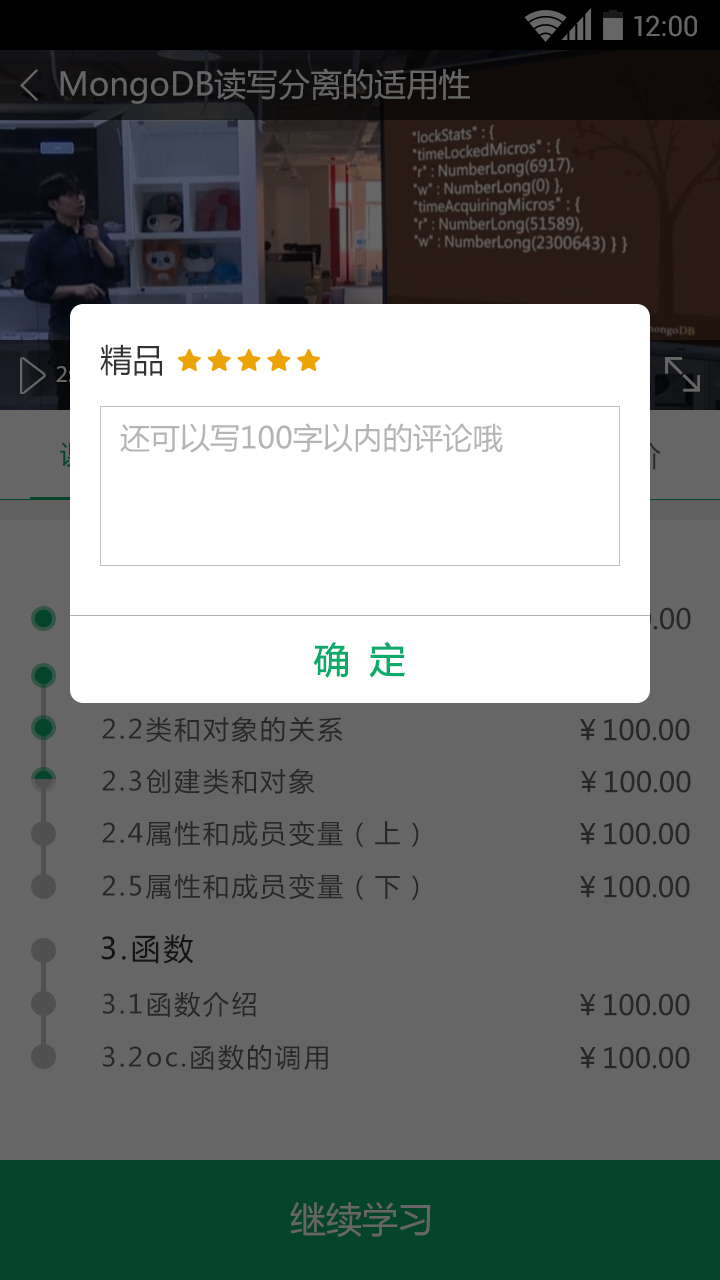 12:00
MongoDB读写分离的适用性
"lockStats" : {
"timeLockedMicros" : {
"r" : NumberLong(6917),
"w" : NumberLong(0) },
"timeAcquiringMicros" : {
"r" : NumberLong(51589),
"w" : NumberLong(2300643) } }
精品
还可以写100字以内的评论哦
确 定
.00
2.2类和对象的关系 ¥100.00
2.3创建类和对象 ¥100.00
2.4属性和成员变量（上） ¥100.00
2.5属性和成员变量（下） ¥100.00
3.函数
3.1函数介绍 ¥100.00
3.2oc.函数的调用 ¥100.00
继续学习